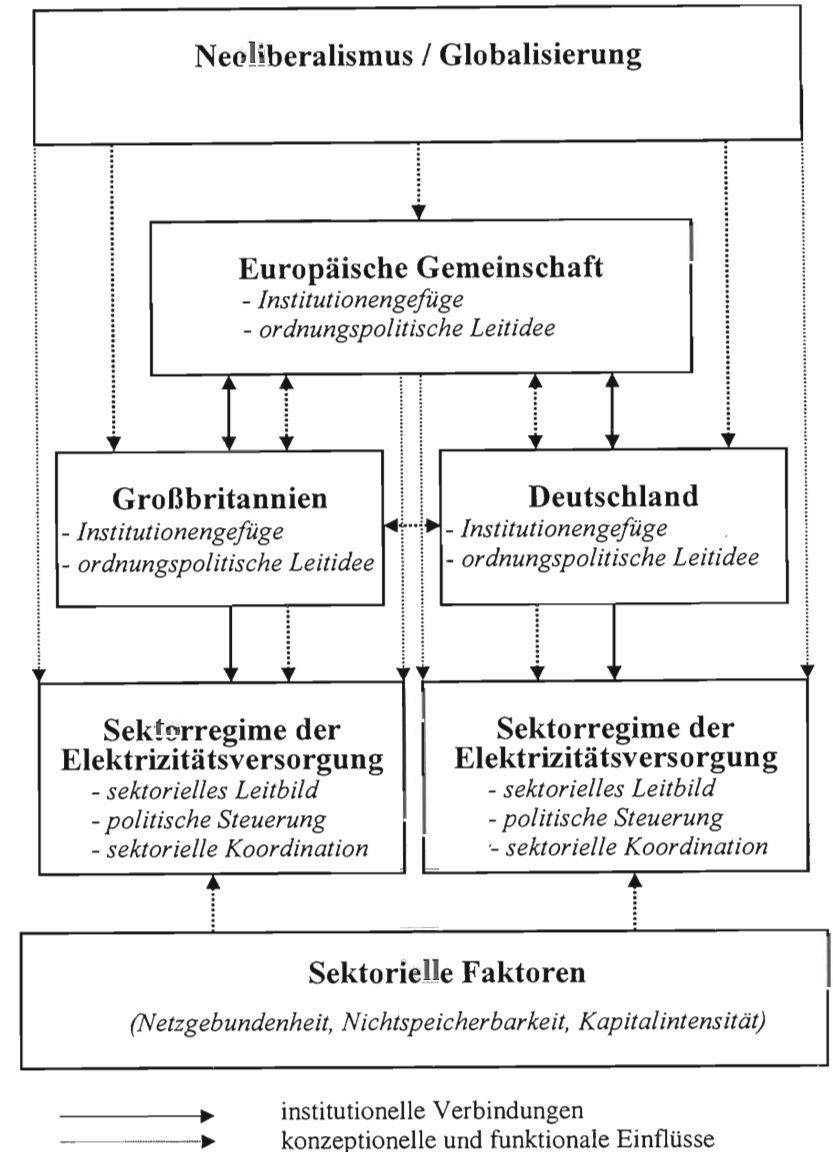 Neoliberalismus / Globalisierung
Europäische Gemeinschaft
- Institutionengefüge
- ordnungspolitische Leitidee
Großbritannien
- Institutionengefüge
- ordnungspolitische Leitidee
Deutschland
- Institutionengefüge
- ordnungspolitische Leitidee
Sektorregime der
Elektrizitätsversorgung
- sektorielles Leitbild
- politische Steuerung
- sektorielle Koordination
Sektorregime der
Elektrizitätsversorgung
- sektorielles Leitbild
- politische Steuerung
- sektorielle Koordination
Sektorielle Faktoren
(Netzgebundenheit, Nichtspeicherbarkeit, Kapitalintensität)
institutionelle Verbindungen
konzeptionelle und funktionale Einflüsse